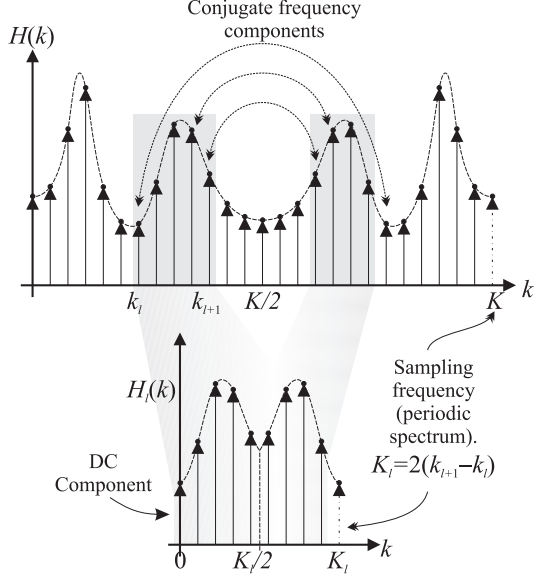 Conjugate frequency
components
H(k)
k
k_l
k_{l+1}
K/2
K
H_l(k)
Sampling
frequency
(periodic
spectrum).
K_l=2(k_{l+1}−k_l)
DC
Component
0
K_l/2
K_l
k